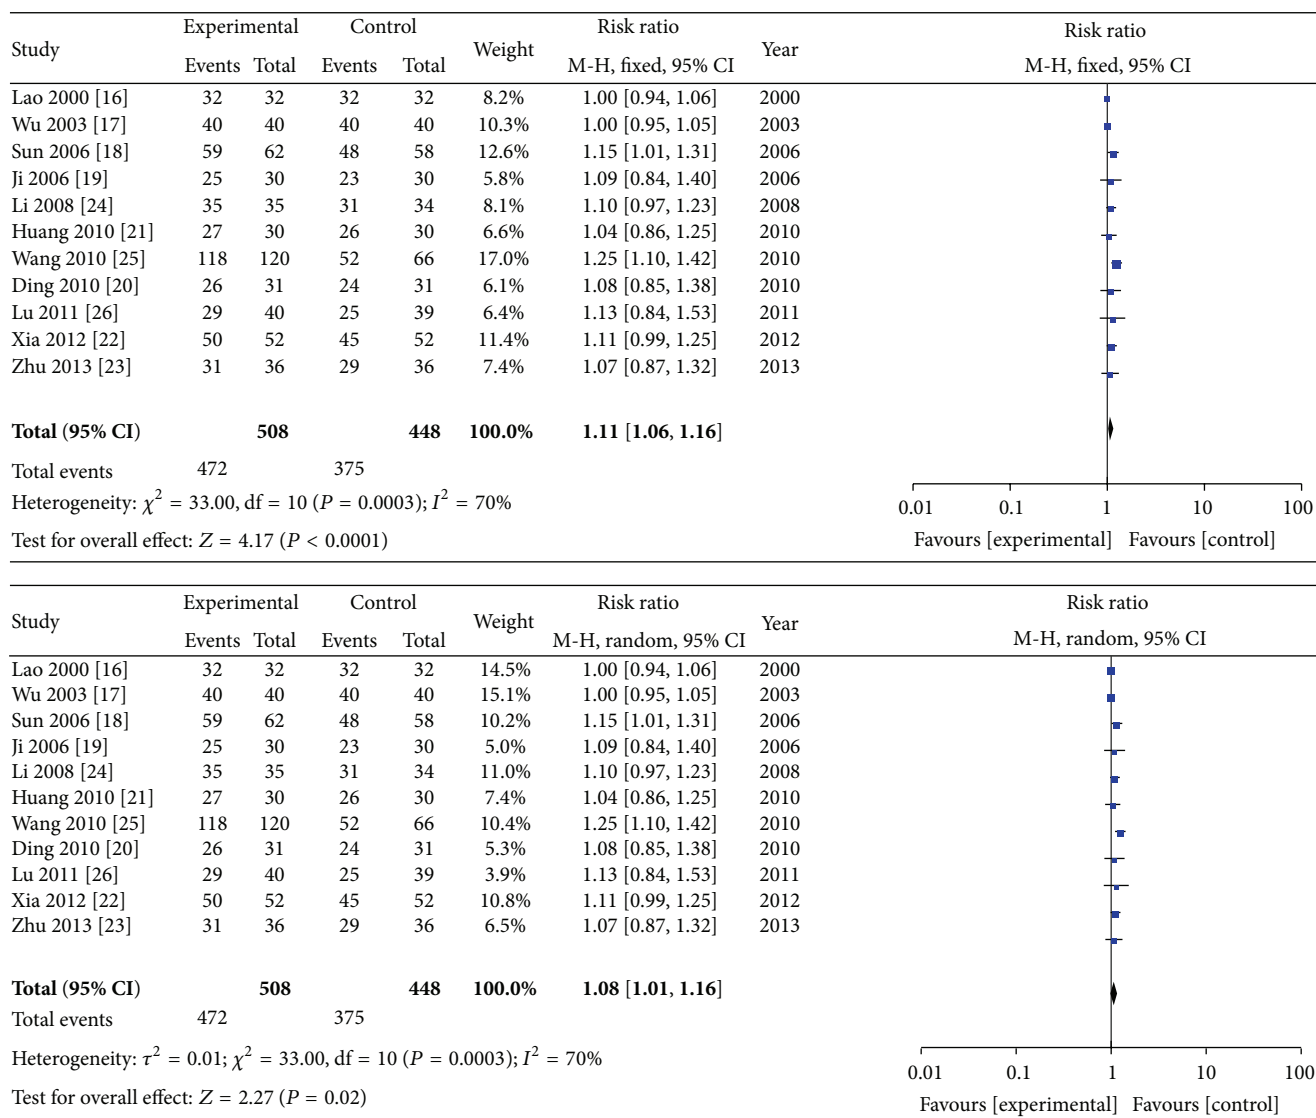 Study Experimental Control Weight Risk ratio Year Risk ratio
Events Total Events Total M-H, fixed, 95% CI M-H, fixed, 95% CI
Lao 2000 [16] 32 32 32 32 8.2% 1.00 [0.94, 1.06] 2000
Wu 2003 [17] 40 40 40 40 10.3% 1.00 [0.95, 1.05] 2003
Sun 2006 [18] 59 62 48 58 12.6% 1.15 [1.01, 1.31] 2006
Ji 2006 [19] 25 30 23 30 5.8% 1.09 [0.84, 1.40] 2006
Li 2008 [24] 35 35 31 34 8.1% 1.10 [0.97, 1.23] 2008
Huang 2010 [21] 27 30 26 30 6.6% 1.04 [0.86, 1.25] 2010
Wang 2010 [25] 118 120 52 66 17.0% 1.25 [1.10, 1.42] 2010
Ding 2010 [20] 26 31 24 31 6.1% 1.08 [0.85, 1.38] 2010
Lu 2011 [26] 29 40 25 39 6.4% 1.13 [0.84, 1.53] 2011
Xia 2012 [22] 50 52 45 52 11.4% 1.11 [0.99, 1.25] 2012
Zhu 2013 [23] 31 36 29 36 7.4% 1.07 [0.87, 1.32] 2013
Total (95% CI) 508 448 100.0% 1.11 [1.06, 1.16]
Total events 472 375
Heterogeneity: χ² = 33.00, df = 10 (P = 0.0003); I² = 70%
0.01 0.1 1 10 100
Test for overall effect: Z = 4.17 (P < 0.0001)
Favours [experimental] Favours [control]
Study Experimental Control Weight Risk ratio Year Risk ratio
Events Total Events Total M-H, random, 95% CI M-H, random, 95% CI
Lao 2000 [16] 32 32 32 32 14.5% 1.00 [0.94, 1.06] 2000
Wu 2003 [17] 40 40 40 40 15.1% 1.00 [0.95, 1.05] 2003
Sun 2006 [18] 59 62 48 58 10.2% 1.15 [1.01, 1.31] 2006
Ji 2006 [19] 25 30 23 30 5.0% 1.09 [0.84, 1.40] 2006
Li 2008 [24] 35 35 31 34 11.0% 1.10 [0.97, 1.23] 2008
Huang 2010 [21] 27 30 26 30 7.4% 1.04 [0.86, 1.25] 2010
Wang 2010 [25] 118 120 52 66 10.4% 1.25 [1.10, 1.42] 2010
Ding 2010 [20] 26 31 24 31 5.3% 1.08 [0.85, 1.38] 2010
Lu 2011 [26] 29 40 25 39 3.9% 1.13 [0.84, 1.53] 2011
Xia 2012 [22] 50 52 45 52 10.8% 1.11 [0.99, 1.25] 2012
Zhu 2013 [23] 31 36 29 36 6.5% 1.07 [0.87, 1.32] 2013
Total (95% CI) 508 448 100.0% 1.08 [1.01, 1.16]
Total events 472 375
Heterogeneity: τ² = 0.01; χ² = 33.00, df = 10 (P = 0.0003); I² = 70%
0.01 0.1 1 10 100
Test for overall effect: Z = 2.27 (P = 0.02)
Favours [experimental] Favours [control]